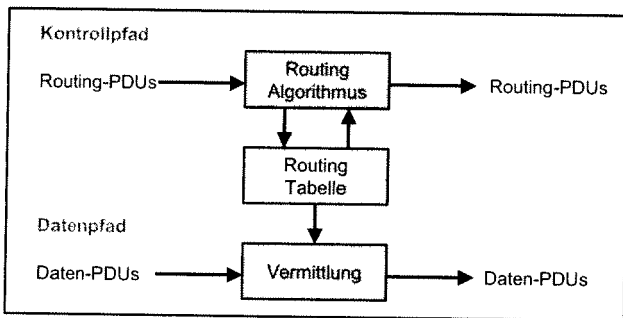 Kontrollpfad
Routing-PDUs
Routing
Algorithmus
Routing-PDUs
Routing
Tabelle
Datenpfad
Daten-PDUs
Vermittlung
Daten-PDUs